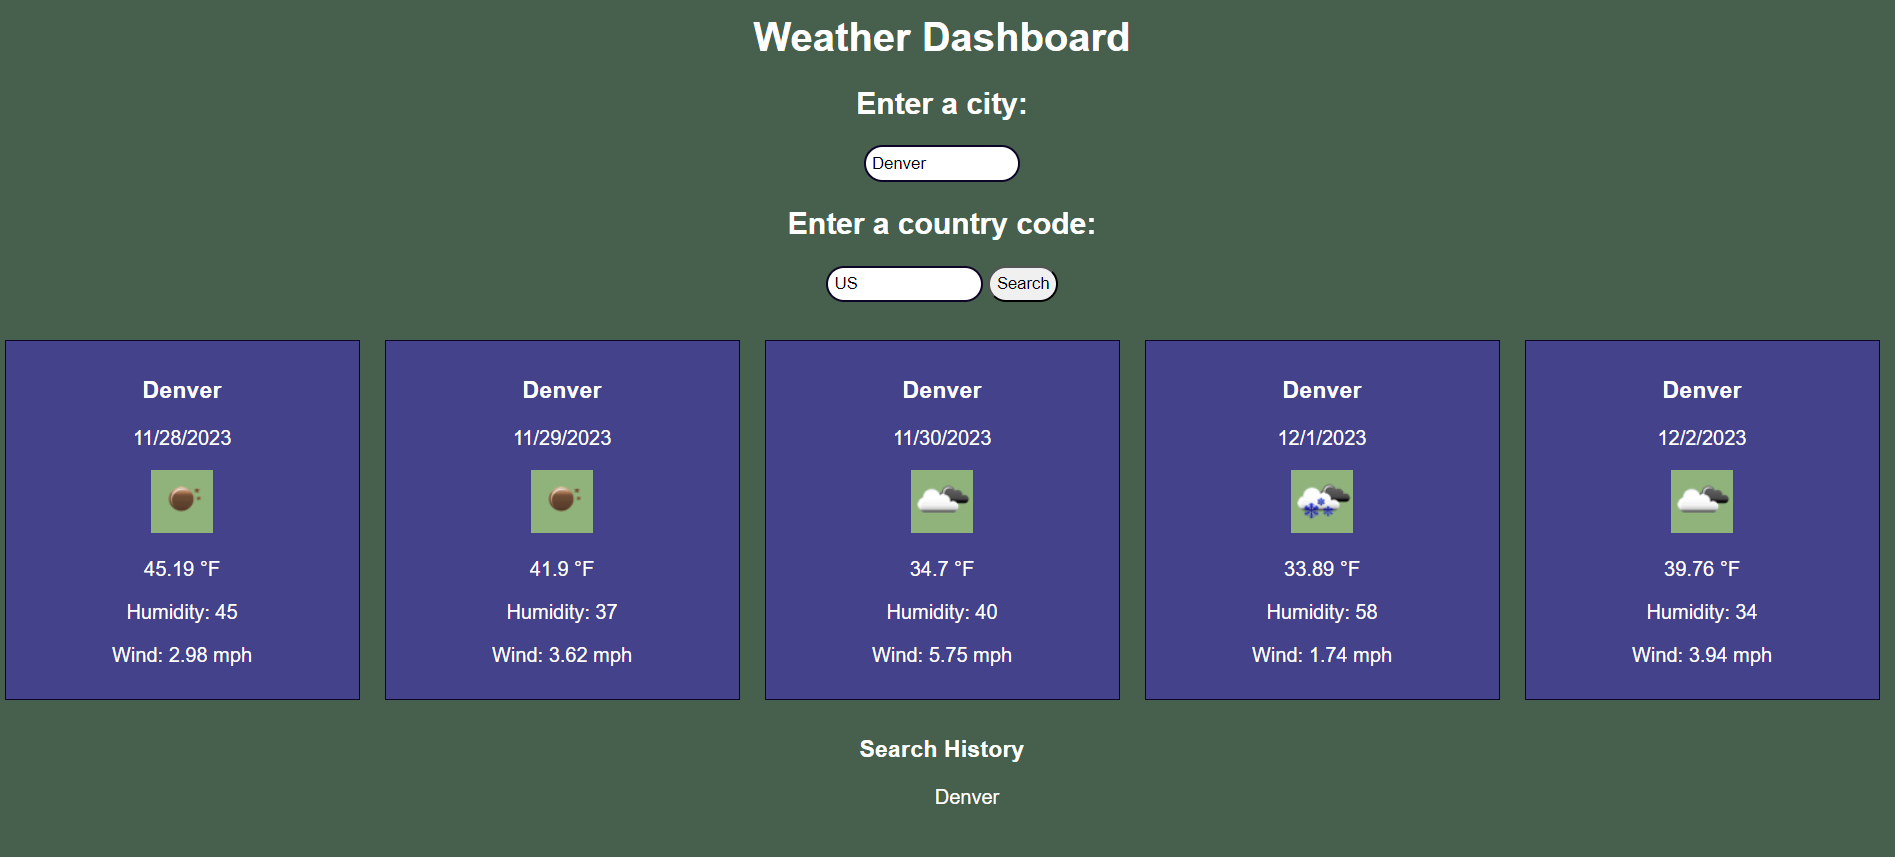 Weather Dashboard
Enter a city:
Denver
Enter a country code:
US
Search
Denver
11/28/2023
45.19 °F
Humidity: 45
Wind: 2.98 mph
Denver
11/29/2023
41.9 °F
Humidity: 37
Wind: 3.62 mph
Denver
11/30/2023
34.7 °F
Humidity: 40
Wind: 5.75 mph
Denver
12/1/2023
33.89 °F
Humidity: 58
Wind: 1.74 mph
Denver
12/2/2023
39.76 °F
Humidity: 34
Wind: 3.94 mph
Search History
Denver